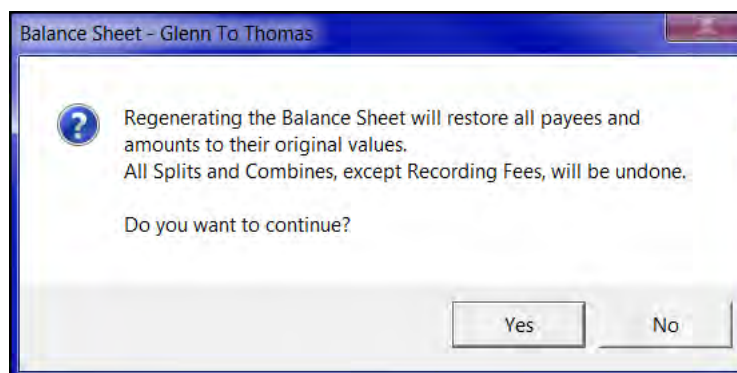 Balance Sheet - Glenn To Thomas
Regenerating the Balance Sheet will restore all payees and
amounts to their original values.
All Splits and Combines, except Recording Fees, will be undone.
Do you want to continue?
Yes
No